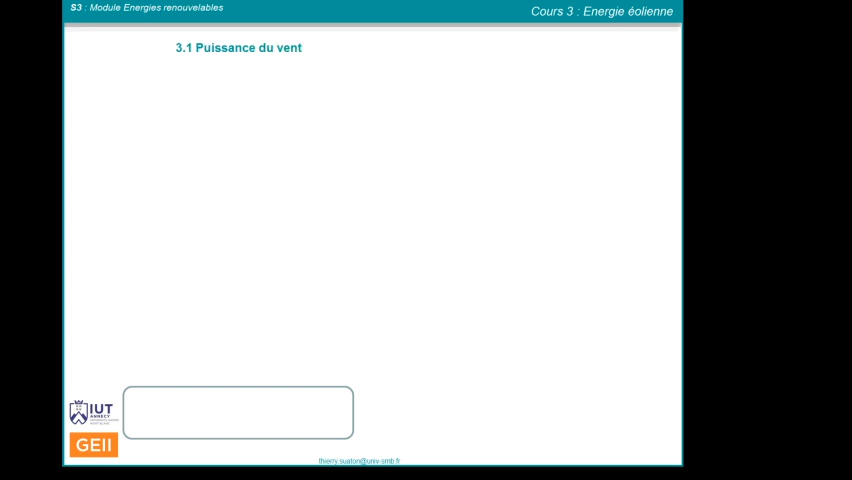 S3 : Module Energies renouvelables
Cours 3 : Energie éolienne
3.1 Puissance du vent
IUT
ANNECY
GEII
thierry.suaton@univ-smb.fr